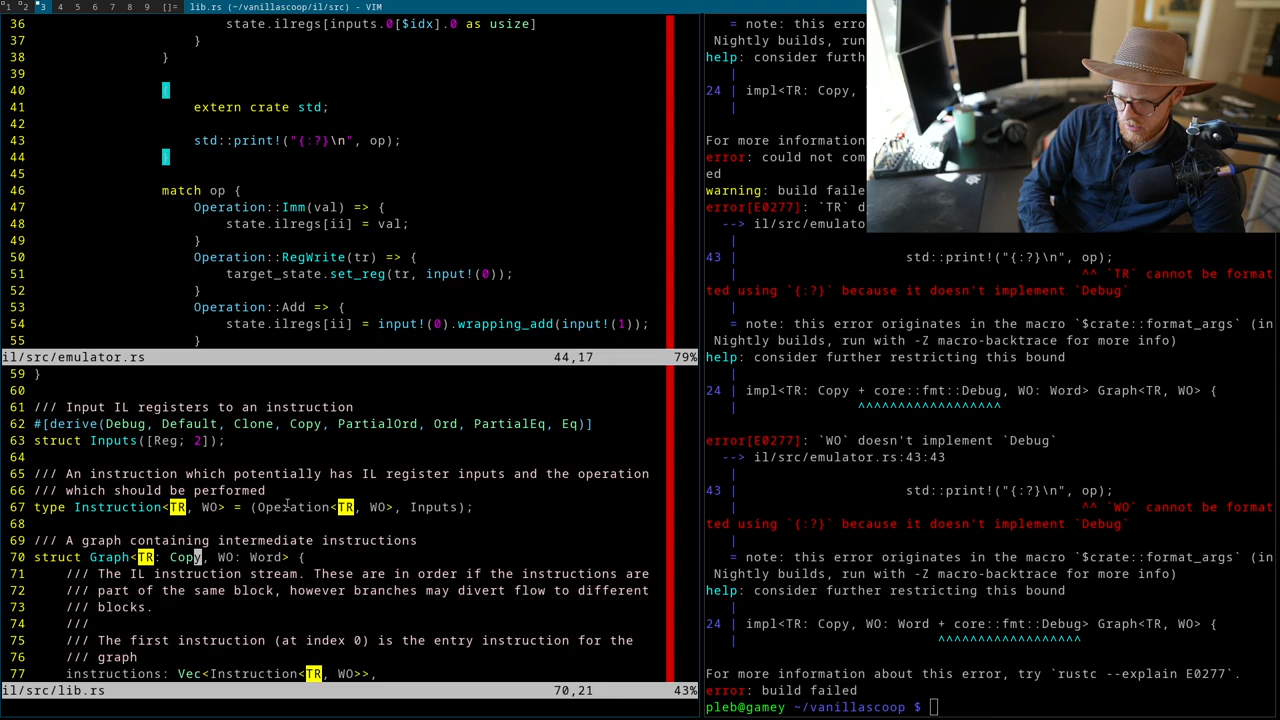 1 2 3 4 5 6 7 8 9 []= lib.rs (~/vanillascoop/il/src) - VIM
36 state.ilregs[inputs.0[$idx].0 as usize]
37 }
38 }
39
40 {
41 extern crate std;
42
43 std::print!("{:?}\n", op);
44 }
45
46 match op {
47 Operation::Imm(val) => {
48 state.ilregs[ii] = val;
49 }
50 Operation::RegWrite(tr) => {
51 target_state.set_reg(tr, input!(0));
52 }
53 Operation::Add => {
54 state.ilregs[ii] = input!(0).wrapping_add(input!(1));
55 }
il/src/emulator.rs 44,17 79%
59 }
60
61 /// Input IL registers to an instruction
62 #[derive(Debug, Default, Clone, Copy, PartialOrd, Ord, PartialEq, Eq)]
63 struct Inputs([Reg; 2]);
64
65 /// An instruction which potentially has IL register inputs and the operation
66 /// which should be performed
67 type Instruction<TR, WO> = (Operation<TR, WO>, Inputs);
68
69 /// A graph containing intermediate instructions
70 struct Graph<TR: Copy, WO: Word> {
71 /// The IL instruction stream. These are in order if the instructions are
72 /// part of the same block, however branches may divert flow to different
73 /// blocks.
74 ///
75 /// The first instruction (at index 0) is the entry instruction for the
76 /// graph
77 instructions: Vec<Instruction<TR, WO>>,
il/src/lib.rs 70,21 43%
= note: this erro
Nightly builds, run
help: consider furth
|
24 | impl<TR: Copy,
|
For more information
error: could not com
ed
warning: build faile
error[E0277]: `TR` d
--> il/src/emulato
|
43 | std::print!("{:?}\n", op);
| ^^ `TR` cannot be format
ted using `{:?}` because it doesn't implement `Debug`
|
= note: this error originates in the macro `$crate::format_args` (in
Nightly builds, run with -Z macro-backtrace for more info)
help: consider further restricting this bound
|
24 | impl<TR: Copy + core::fmt::Debug, WO: Word> Graph<TR, WO> {
| ^^^^^^^^^^^^^^^^^^
error[E0277]: `WO` doesn't implement `Debug`
--> il/src/emulator.rs:43:43
|
43 | std::print!("{:?}\n", op);
| ^^ `WO` cannot be format
ted using `{:?}` because it doesn't implement `Debug`
|
= note: this error originates in the macro `$crate::format_args` (in
Nightly builds, run with -Z macro-backtrace for more info)
help: consider further restricting this bound
|
24 | impl<TR: Copy, WO: Word + core::fmt::Debug> Graph<TR, WO> {
| ^^^^^^^^^^^^^^^^^^
For more information about this error, try `rustc --explain E0277`.
error: build failed
pleb@gamey ~/vanillascoop $